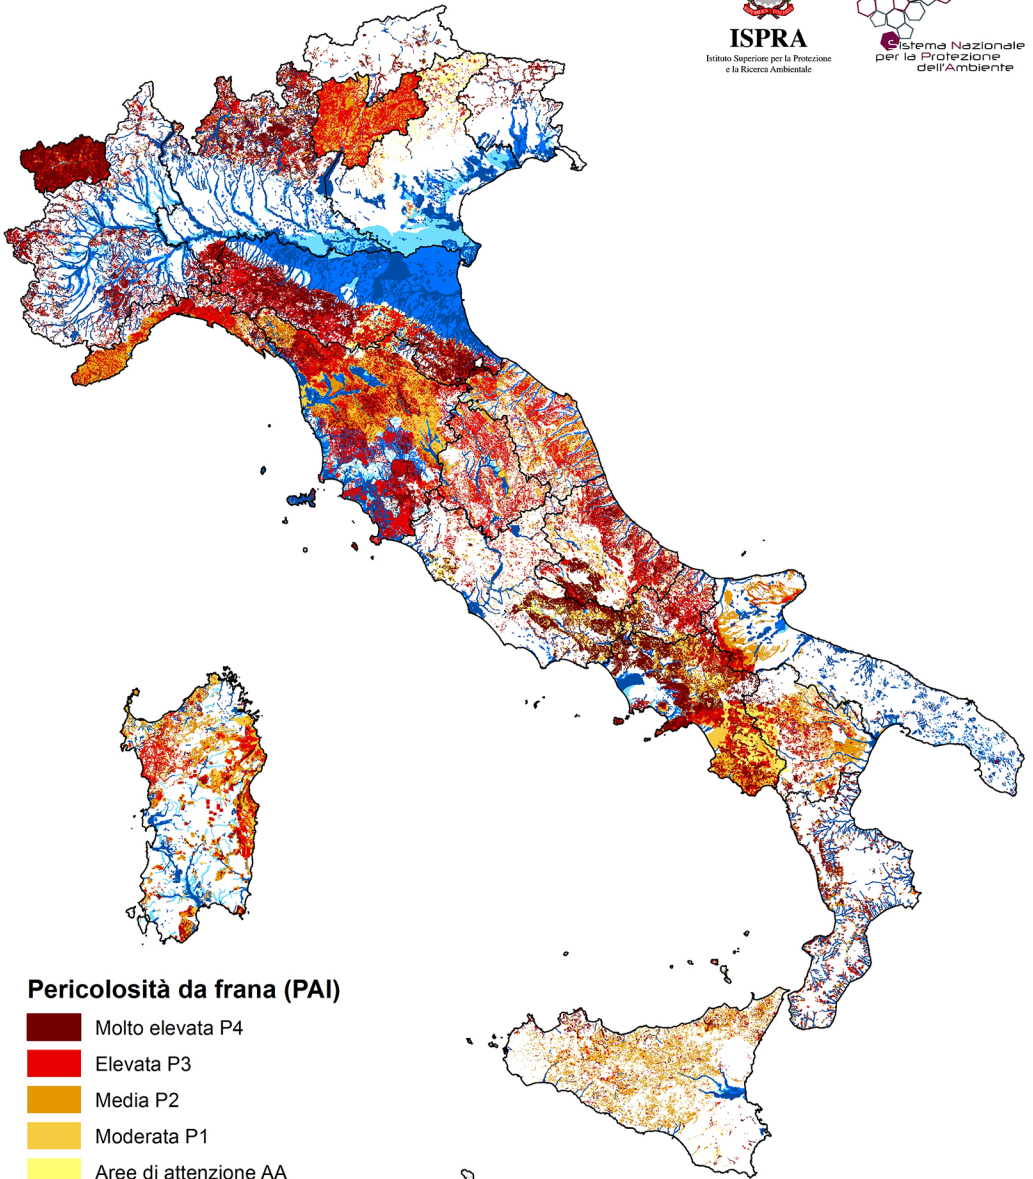 ISPRA
Istituto Superiore per la Protezione
e la Ricerca Ambientale
Sistema Nazionale
per la Protezione
dell'Ambiente
Pericolosità da frana (PAI)
Molto elevata P4
Elevata P3
Media P2
Moderata P1
Aree di attenzione AA